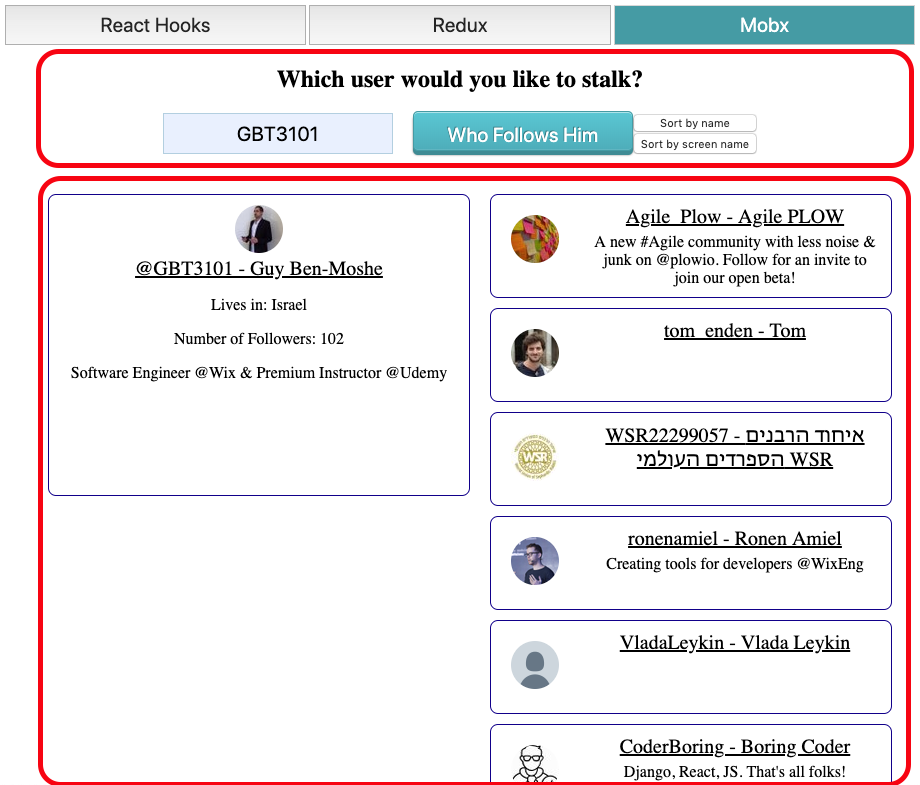 React Hooks
Redux
Mobx
Which user would you like to stalk?
GBT3101
Who Follows Him
Sort by name
Sort by screen name
@GBT3101 - Guy Ben-Moshe
Lives in: Israel
Number of Followers: 102
Software Engineer @Wix & Premium Instructor @Udemy
Agile_Plow - Agile PLOW
A new #Agile community with less noise &
junk on @plowio. Follow for an invite to
join our open beta!
tom_enden - Tom
WSR22299057 - איחוד הרבנים
הספרדים העולמי WSR
WSR
ronenamiel - Ronen Amiel
Creating tools for developers @WixEng
VladaLeykin - Vlada Leykin
CoderBoring - Boring Coder
Django, React, JS. That's all folks!